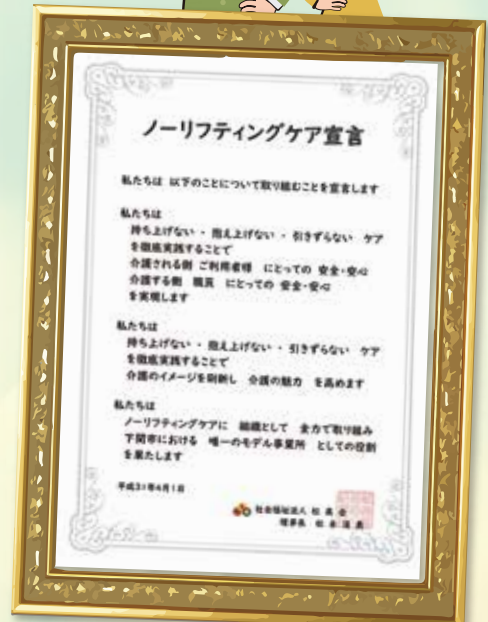 ノーリフティングケア宣言
私たちは 以下のことについて取り組むことを宣言します
私たちは
持ち上げない ・ 抱え上げない ・ 引きずらない ケア
を徹底実践することで
介護される側 ご利用者様 にとっての 安全・安心
介護する側 職員 にとっての 安全・安心
を実現します
私たちは
持ち上げない ・ 抱え上げない ・ 引きずらない ケア
を徹底実践することで
介護のイメージを刷新し 介護の魅力 を高めます
私たちは
ノーリフティングケアに 組織として 全力で取り組み
下関市における 唯一のモデル事業所 としての役割
を果たします
平成31年4月1日
社会福祉法人 松 美 会
理事長 松 永